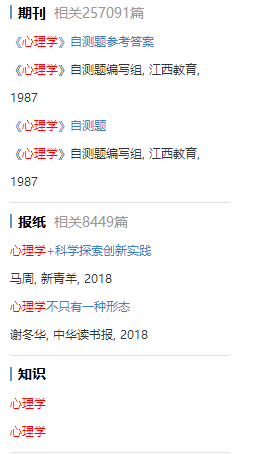 期刊 相关257091篇
《心理学》自测题参考答案
《心理学》自测题编写组, 江西教育,
1987
《心理学》自测题
《心理学》自测题编写组, 江西教育,
1987
报纸 相关8449篇
心理学+科学探索创新实践
马周, 新青羊, 2018
心理学不只有一种形态
谢冬华, 中华读书报, 2018
知识
心理学
心理学